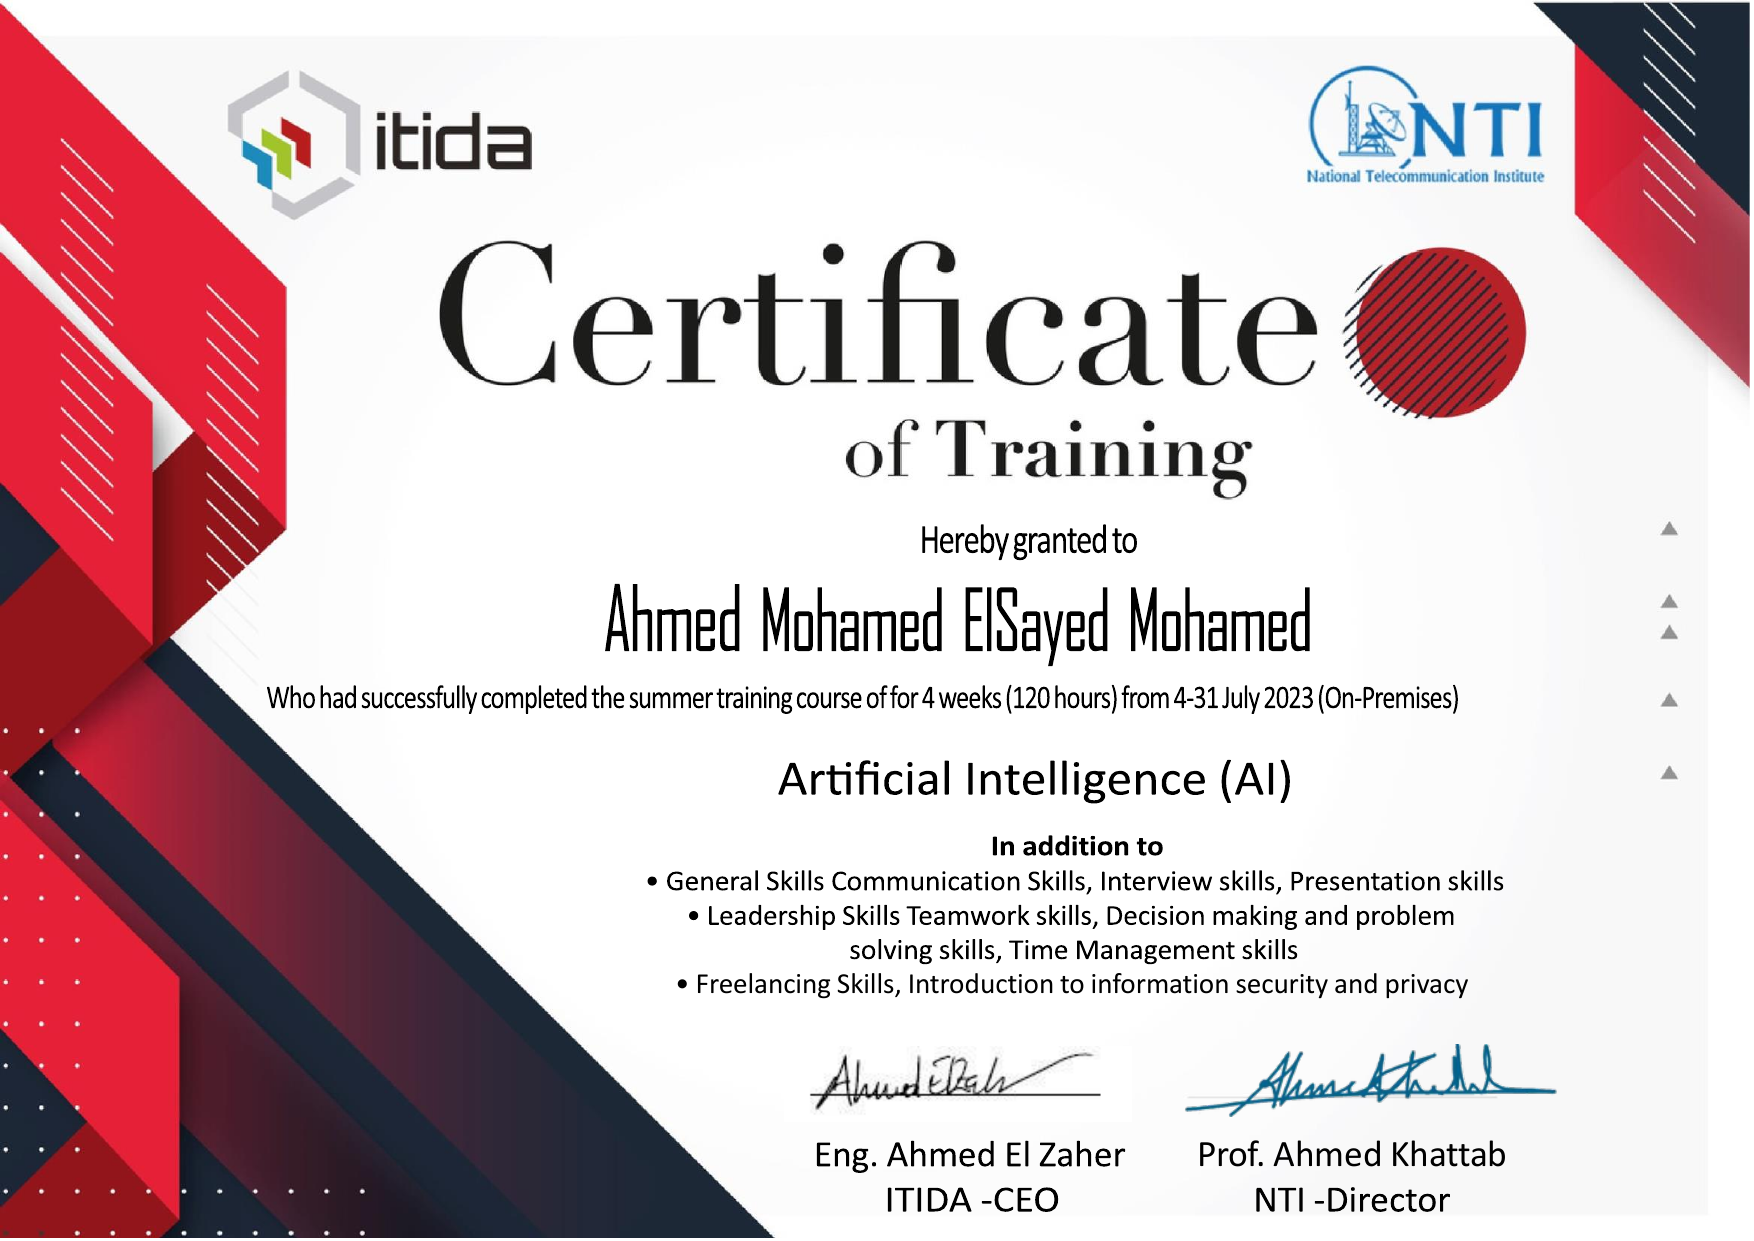 itida
NTI
National Telecommunication Institute
Certificate
of Training
Hereby granted to
Ahmed Mohamed ElSayed Mohamed
Who had successfully completed the summer training course of for 4 weeks (120 hours) from 4-31 July 2023 (On-Premises)
Artificial Intelligence (AI)
In addition to
• General Skills Communication Skills, Interview skills, Presentation skills
• Leadership Skills Teamwork skills, Decision making and problem
solving skills, Time Management skills
• Freelancing Skills, Introduction to information security and privacy
Ahmed ElZaher
Eng. Ahmed El Zaher
Prof. Ahmed Khattab
ITIDA -CEO
NTI -Director